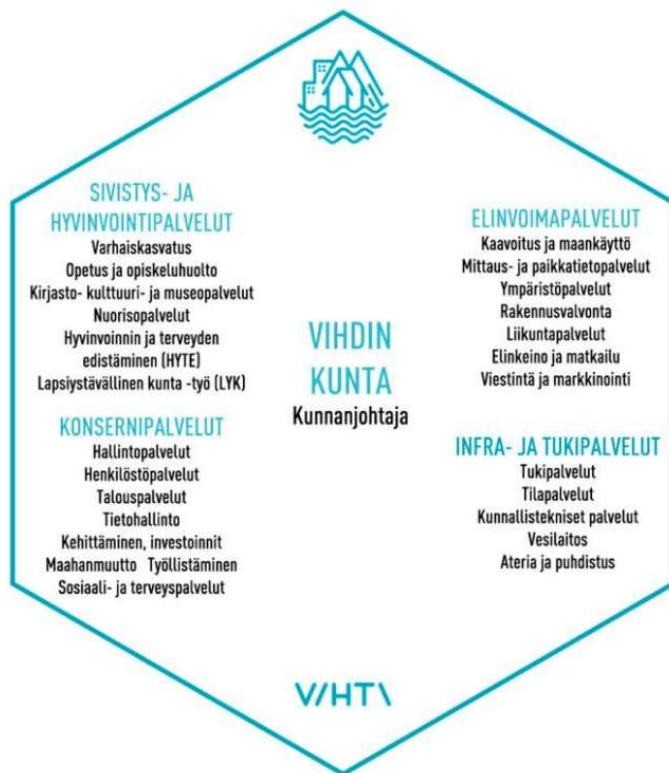 SIVISTYS- JA
HYVINVOINTIPALVELUT
Varhaiskasvatus
Opetus ja opiskeluhuolto
Kirjasto- kulttuuri- ja museopalvelut
Nuorisopalvelut
Hyvinvoinnin ja terveyden
edistäminen (HYTE)
Lapsiystävällinen kunta -työ (LYK)
KONSERNIPALVELUT
Hallintopalvelut
Henkilöstöpalvelut
Talouspalvelut
Tietohallinto
Kehittäminen, investoinnit
Maahanmuutto Työllistäminen
Sosiaali- ja terveyspalvelut
VIHDIN
KUNTA
Kunnanjohtaja
ELINVOIMAPALVELUT
Kaavoitus ja maankäyttö
Mittaus- ja paikkatietopalvelut
Ympäristöpalvelut
Rakennusvalvonta
Liikuntapalvelut
Elinkeino ja matkailu
Viestintä ja markkinointi
INFRA- JA TUKIPALVELUT
Tukipalvelut
Tilapalvelut
Kunnallistekniset palvelut
Vesilaitos
Ateria ja puhdistus
VIHTI